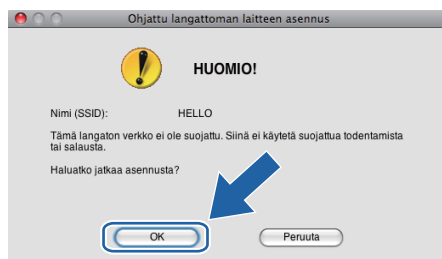 Ohjattu langattoman laitteen asennus
HUOMIO!
Nimi (SSID): HELLO
Tämä langaton verkko ei ole suojattu. Siinä ei käytetä suojattua todentamista
tai salausta.
Haluatko jatkaa asennusta?
OK Peruuta